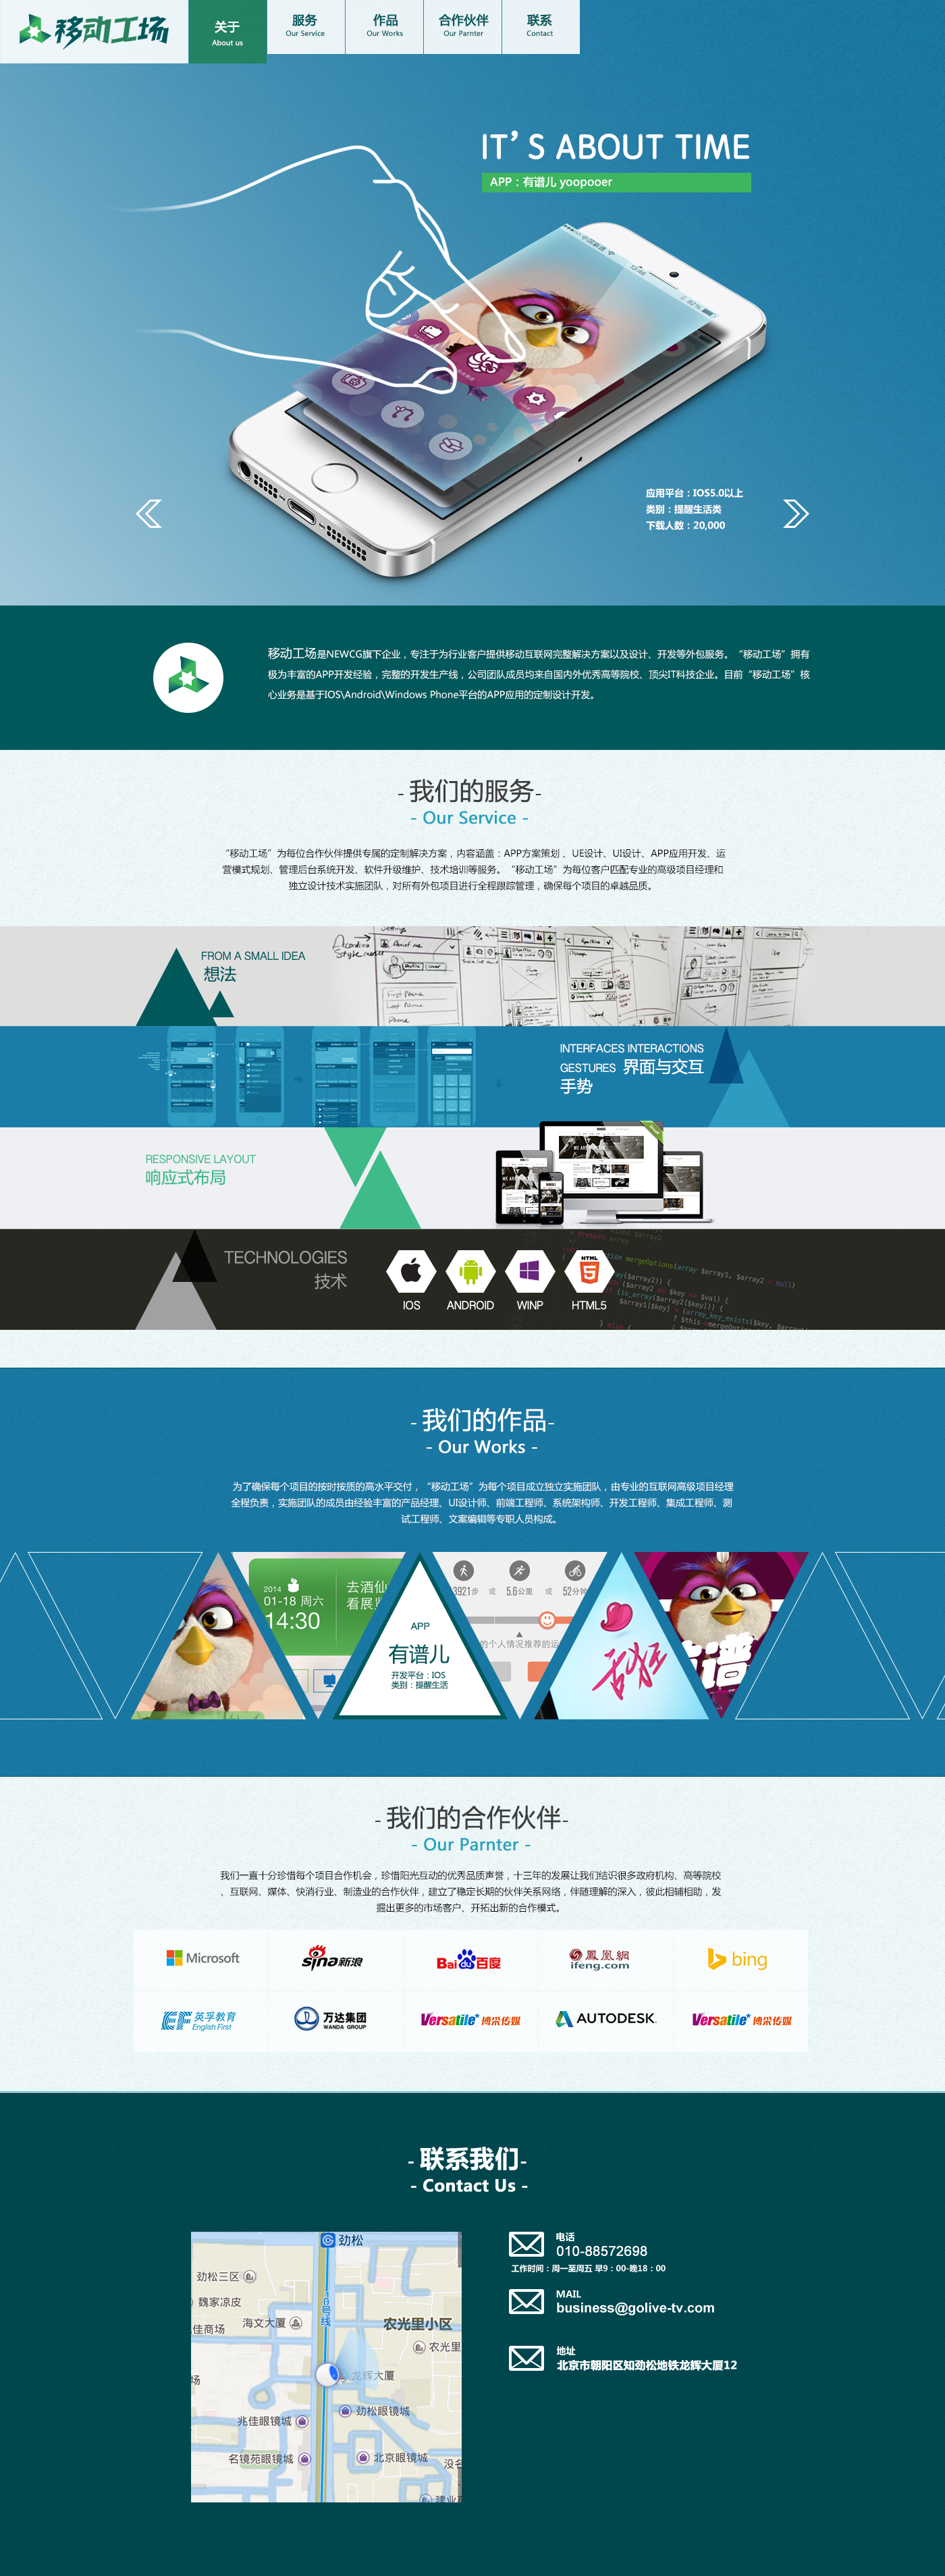 移动工场
关于
About us
服务
Our Service
作品
Our Works
合作伙伴
Our Parnter
联系
Contact
IT’S ABOUT TIME
APP：有谱儿 yoopooer
应用平台：IOS5.0以上
类别：提醒生活类
下载人数：20,000
移动工场是NEWCG旗下企业，专注于为行业客户提供移动互联网完整解决方案以及设计、开发等外包服务。“移动工场”拥有
极为丰富的APP开发经验，完整的开发生产线，公司团队成员均来自国内外优秀高等院校、顶尖IT科技企业。目前“移动工场”核
心业务是基于IOS\Android\Windows Phone平台的APP应用的定制设计开发。
- 我们的服务-
- Our Service -
“移动工场”为每位合作伙伴提供专属的定制解决方案，内容涵盖：APP方案策划 、UE设计、UI设计、APP应用开发、运
营模式规划、管理后台系统开发、软件升级维护、技术培训等服务。“移动工场”为每位客户匹配专业的高级项目经理和
独立设计技术实施团队，对所有外包项目进行全程跟踪管理，确保每个项目的卓越品质。
FROM A SMALL IDEA
想法
INTERFACES INTERACTIONS
GESTURES 界面与交互
手势
RESPONSIVE LAYOUT
响应式布局
TECHNOLOGIES
技术
IOS
ANDROID
WINP
HTML
HTML5
- 我们的作品-
- Our Works -
为了确保每个项目的按时按质的高水平交付，“移动工场”为每个项目成立独立实施团队，由专业的互联网高级项目经理
全程负责，实施团队的成员由经验丰富的产品经理、UI设计师、前端工程师、系统架构师、开发工程师、集成工程师、测
试工程师、文案编辑等专职人员构成。
2014
01-18 周六
14:30
去酒仙
看展
APP
有谱儿
开发平台：IOS
类别：提醒生活
3921步 或 5.6公里 或 52分钟
的个人情况推荐的运
- 我们的合作伙伴-
- Our Parnter -
我们一直十分珍惜每个项目合作机会，珍惜阳光互动的优秀品质声誉，十三年的发展让我们结识很多政府机构、高等院校
、互联网、媒体、快消行业、制造业的合作伙伴，建立了稳定长期的伙伴关系网络，伴随理解的深入，彼此相辅相助，发
掘出更多的市场客户、开拓出新的合作模式。
Microsoft
sina新浪
Bai百度
鳳凰網
ifeng.com
bing
EF 英孚教育
English First
万达集团
WANDA GROUP
Versatile 博采传媒
AUTODESK
Versatile 博采传媒
- 联系我们-
- Contact Us -
劲松
劲松三区
魏家凉皮
佳商场
海文大厦
10号线
农光里小区
农光里
龙辉大厦
兆佳眼镜城
劲松眼镜城
名镜苑眼镜城
北京眼镜城
没名
电话
010-88572698
工作时间：周一至周五 早9：00-晚18：00
MAIL
business@golive-tv.com
地址
北京市朝阳区知劲松地铁龙辉大厦12